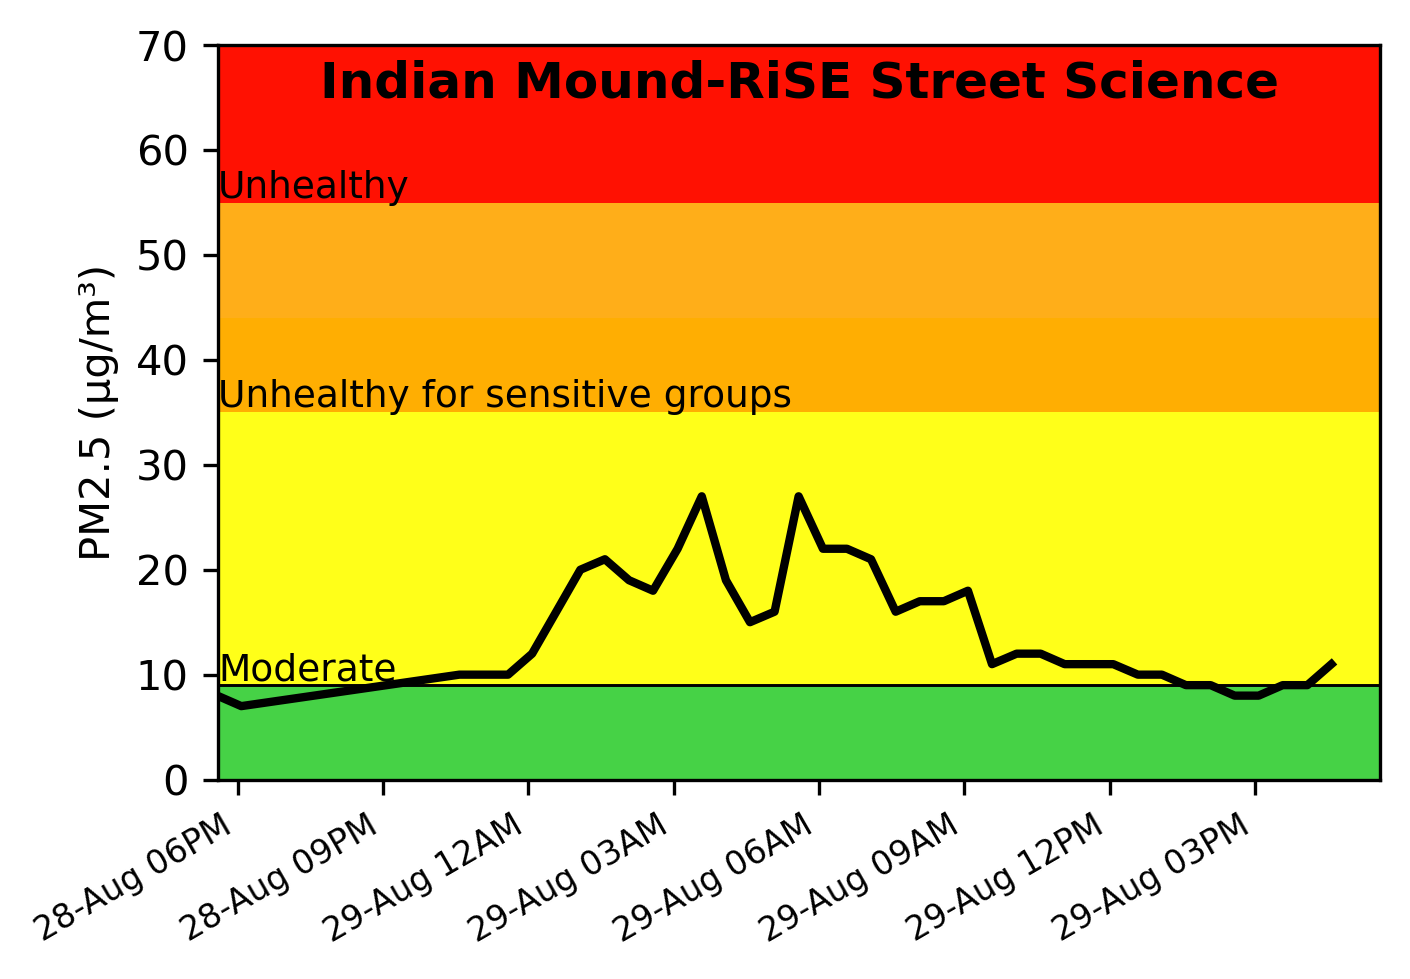 Indian Mound-RiSE Street Science
PM2.5 (µg/m³)
70
60
50
40
30
20
10
0
Unhealthy
Unhealthy for sensitive groups
Moderate
28-Aug 06PM
28-Aug 09PM
29-Aug 12AM
29-Aug 03AM
29-Aug 06AM
29-Aug 09AM
29-Aug 12PM
29-Aug 03PM